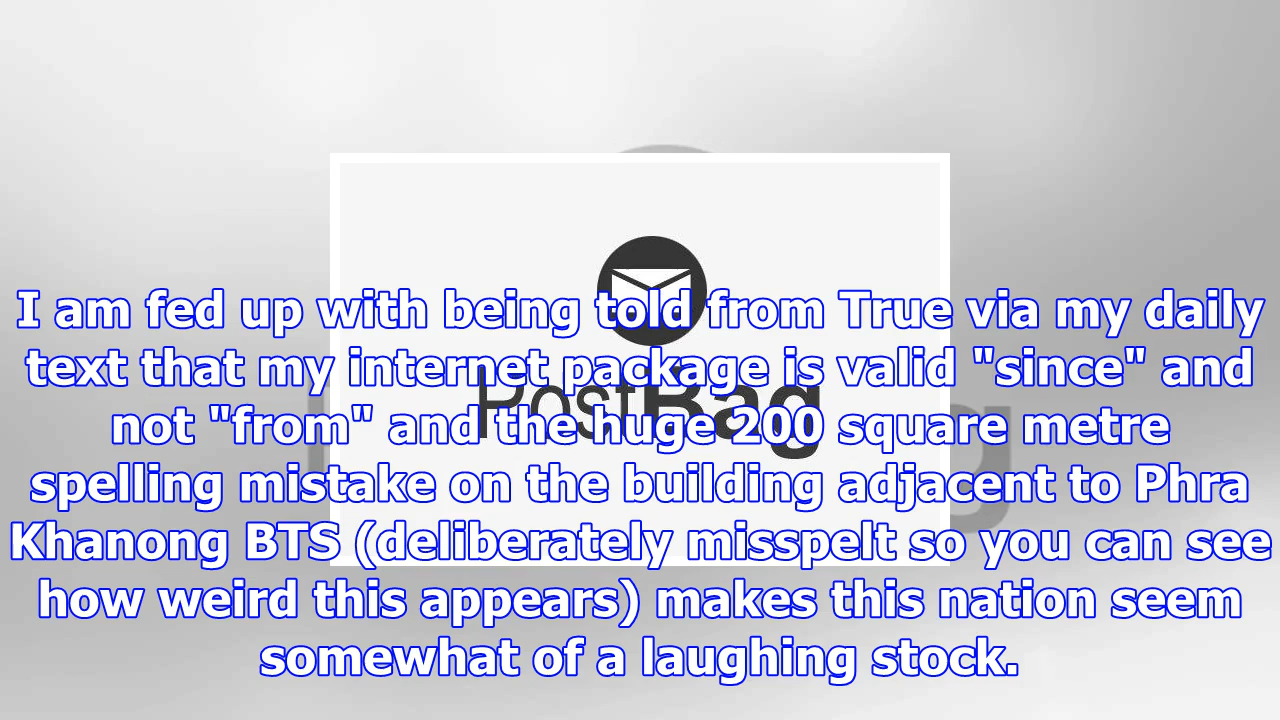 I am fed up with being told from True via my daily
text that my internet package is valid "since" and
not "from" and the huge 200 square metre
spelling mistake on the building adjacent to Phra
Khanong BTS (deliberately misspelt so you can see
how weird this appears) makes this nation seem
somewhat of a laughing stock.
PostBag